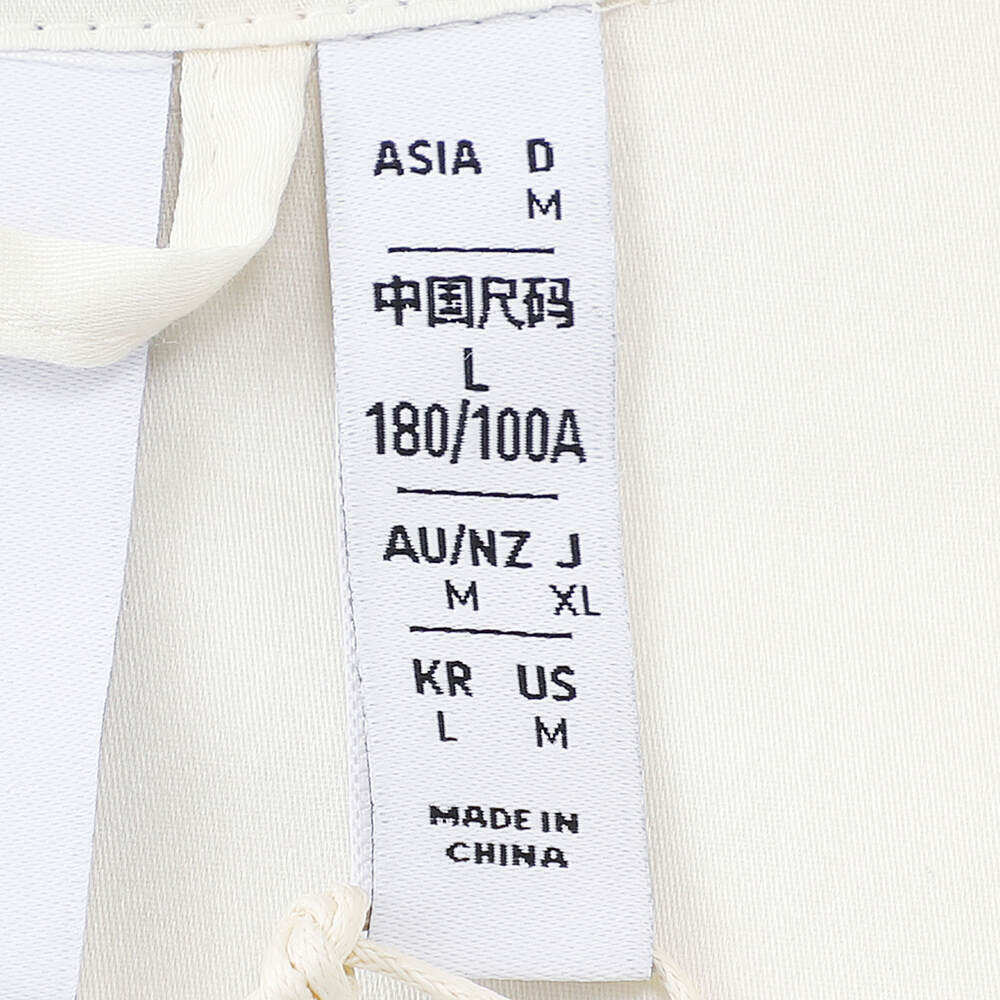 ASIA D
M
中国尺码
L
180/100A
AU/NZ J
M XL
KR US
L M
MADE IN
CHINA